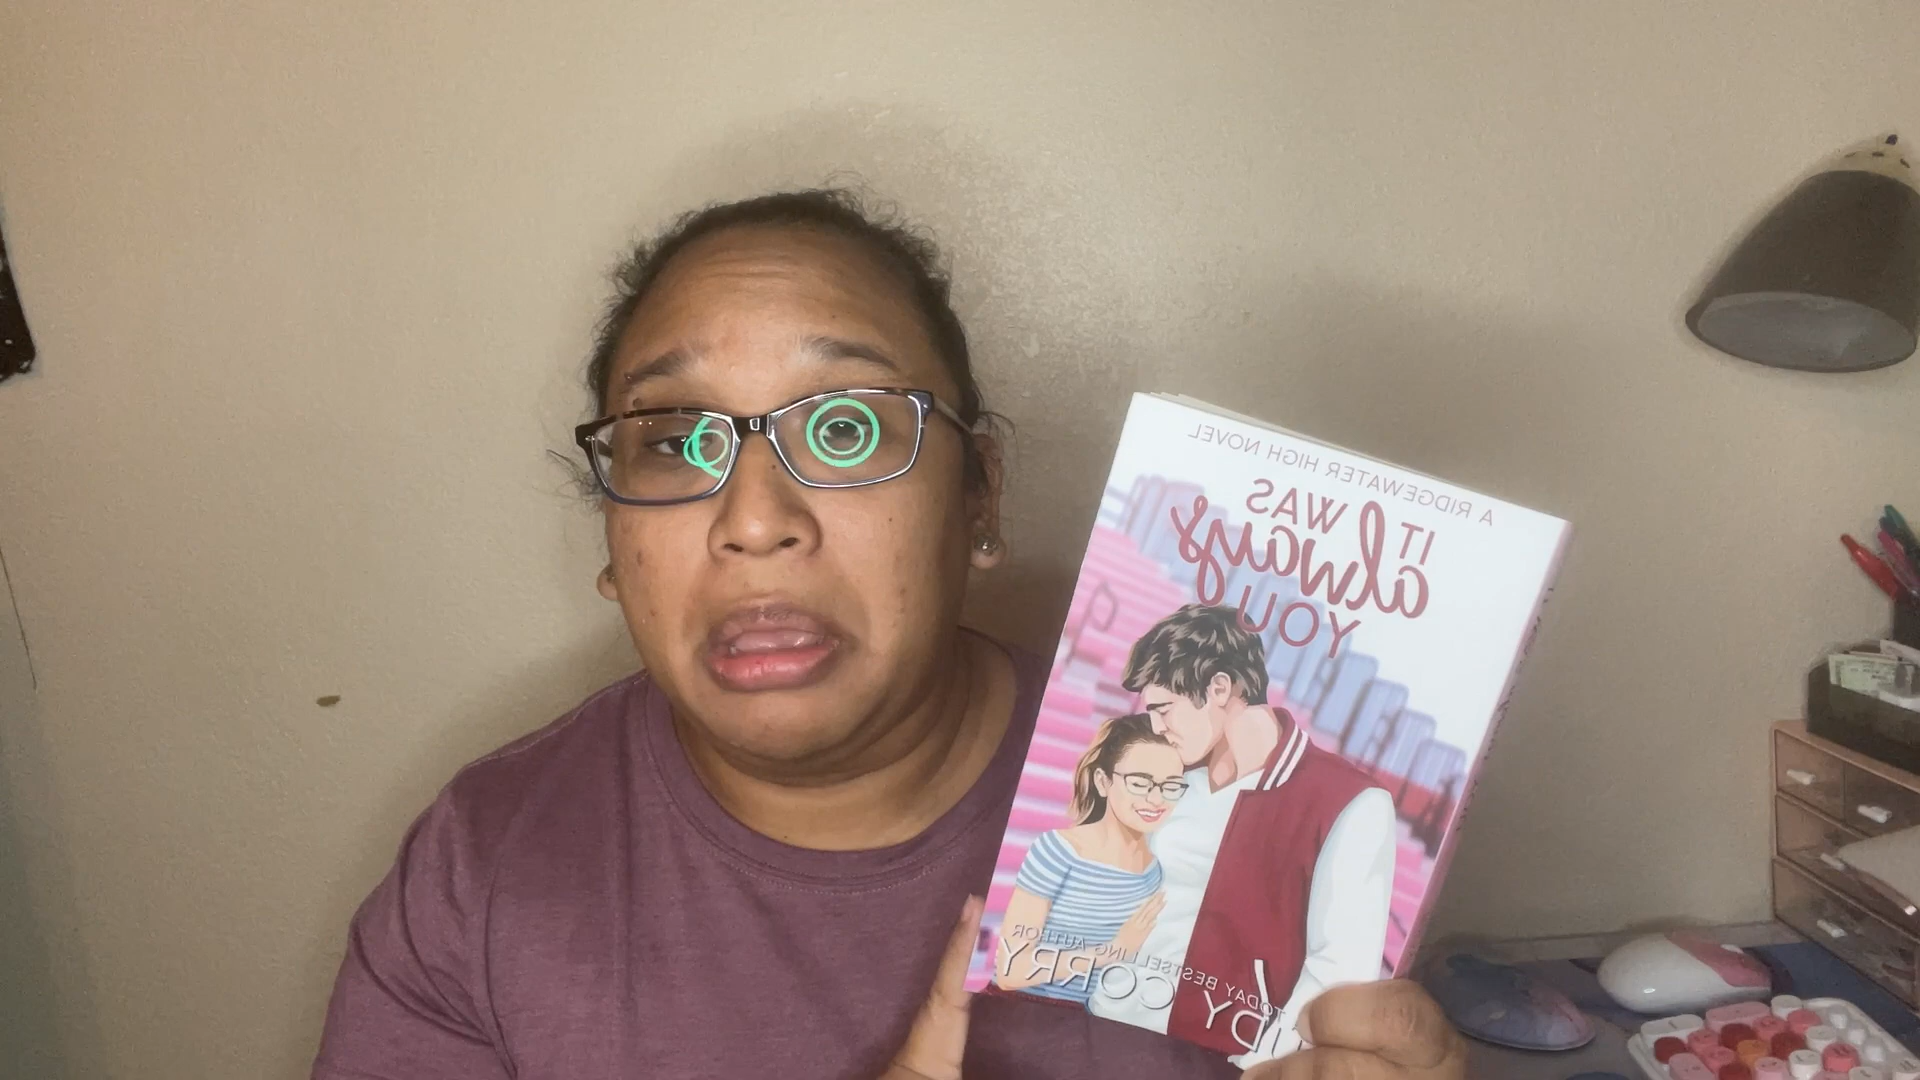 A RIDGEWATER HIGH NOVEL
IT WAS
always
YOU
TODAY BESTSELLING AUTHOR
DY CORRY